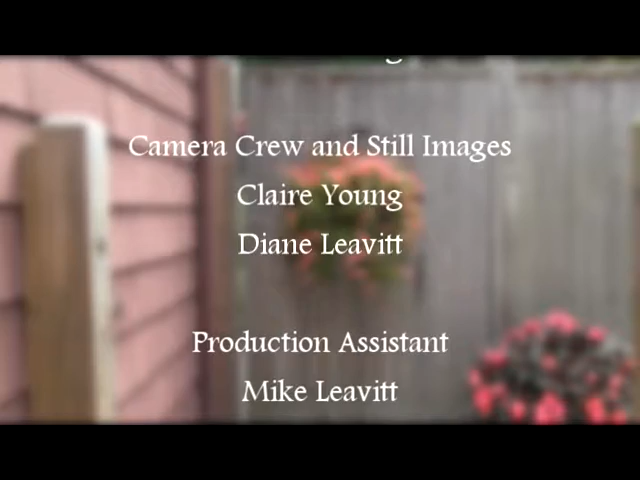 Camera Crew and Still Images
Claire Young
Diane Leavitt
Production Assistant
Mike Leavitt